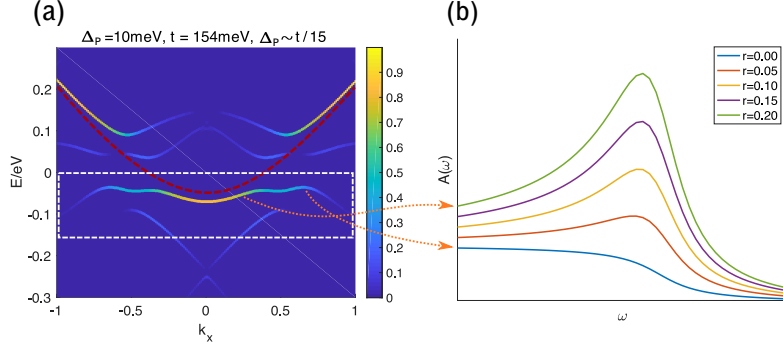 (a)
Δ_P =10meV, t = 154meV, Δ_P~t/15
E/eV
0.2
0.1
0
-0.1
-0.2
-0.3
-1
-0.5
0
0.5
1
k_x
0.9
0.8
0.7
0.6
0.5
0.4
0.3
0.2
0.1
0
(b)
A(ω)
ω
r=0.00
r=0.05
r=0.10
r=0.15
r=0.20